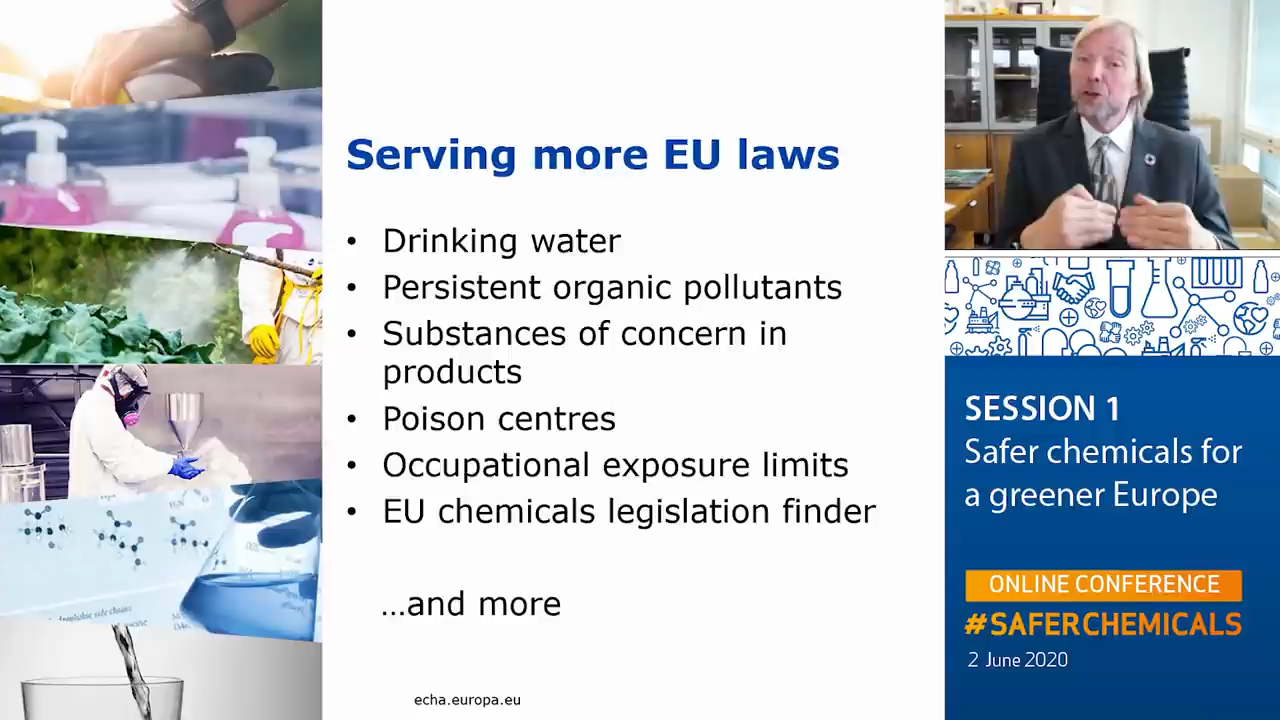 Serving more EU laws
• Drinking water
• Persistent organic pollutants
• Substances of concern in
products
• Poison centres
• Occupational exposure limits
• EU chemicals legislation finder
...and more
echa.europa.eu
SESSION 1
Safer chemicals for
a greener Europe
ONLINE CONFERENCE
#SAFERCHEMICALS
2 June 2020